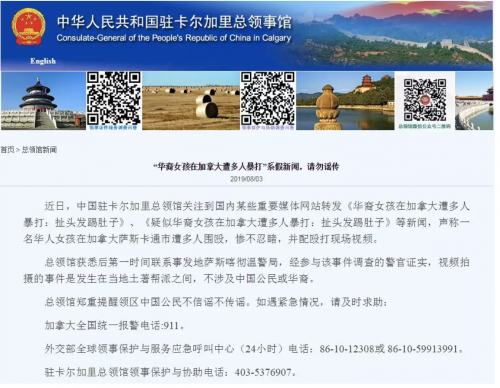 中华人民共和国驻卡尔加里总领事馆
Consulate-General of the People's Republic of China in Calgary
English
总领馆微信公众号二维码
首页 > 总领馆新闻
“华裔女孩在加拿大遭多人暴打”系假新闻，请勿谣传
2019/08/03
近日，中国驻卡尔加里总领馆关注到国内某些重要媒体网站转发《华裔女孩在加拿大遭多人
暴打：扯头发踢肚子》、《疑似华裔女孩在加拿大遭多人暴打：扯头发踢肚子》等新闻，声称一
名华人女孩在加拿大萨斯卡通市遭多人围殴，惨不忍睹，并配殴打现场视频。
总领馆获悉后第一时间联系事发地萨斯喀彻温警局，经参与该事件调查的警官证实，视频拍
摄的事件是发生在当地土著帮派之间，不涉及中国公民或华裔。
总领馆郑重提醒领区中国公民不信谣不传谣。如遇紧急情况，请及时求助：
加拿大全国统一报警电话:911。
外交部全球领事保护与服务应急呼叫中心（24小时）电话：86-10-12308或 86-10-59913991。
驻卡尔加里总领馆领事保护与协助电话：403-5376907。